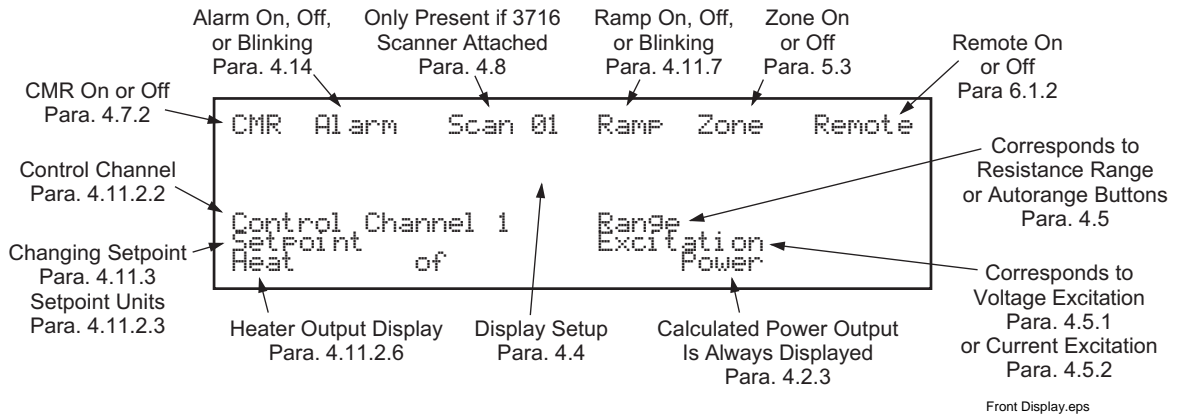 Alarm On, Off,
or Blinking
Para. 4.14
Only Present if 3716
Scanner Attached
Para. 4.8
Ramp On, Off,
or Blinking
Para. 4.11.7
Zone On
or Off
Para. 5.3
Remote On
or Off
Para 6.1.2
CMR On or Off
Para. 4.7.2
CMR Alarm Scan 01 Ramp Zone Remote
Control Channel
Para. 4.11.2.2
Corresponds to
Resistance Range
or Autorange Buttons
Para. 4.5
Control Channel 1 Range
Setpoint Excitation
Heat of Power
Changing Setpoint
Para. 4.11.3
Setpoint Units
Para. 4.11.2.3
Corresponds to
Voltage Excitation
Para. 4.5.1
or Current Excitation
Para. 4.5.2
Heater Output Display
Para. 4.11.2.6
Display Setup
Para. 4.4
Calculated Power Output
Is Always Displayed
Para. 4.2.3
Front Display.eps